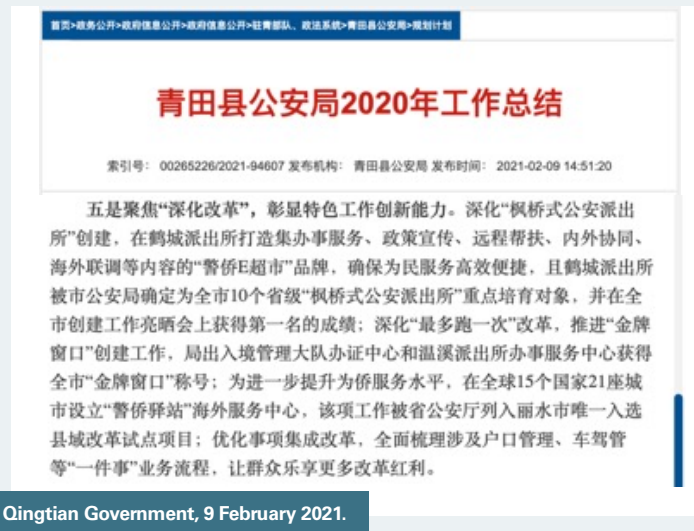 首页>政务公开>政府信息公开>政府信息公开>驻青部队、政法系统>青田县公安局>规划计划
青田县公安局2020年工作总结
索引号： 00265226/2021-94607 发布机构： 青田县公安局 发布时间： 2021-02-09 14:51:20
五是聚焦“深化改革”，彰显特色工作创新能力。深化“枫桥式公安派出
所”创建，在鹤城派出所打造集办事服务、政策宣传、远程帮扶、内外协同、
海外联调等内容的“警侨E超市”品牌，确保为民服务高效便捷，且鹤城派出所
被市公安局确定为全市10个省级“枫桥式公安派出所”重点培育对象，并在全
市创建工作亮晒会上获得第一名的成绩；深化“最多跑一次”改革，推进“金牌
窗口”创建工作，局出入境管理大队办证中心和温溪派出所办事服务中心获得
全市“金牌窗口”称号；为进一步提升为侨服务水平，在全球15个国家21座城
市设立“警侨驿站”海外服务中心，该项工作被省公安厅列入丽水市唯一入选
县域改革试点项目；优化事项集成改革，全面梳理涉及户口管理、车驾管
等“一件事”业务流程，让群众乐享更多改革红利。
Qingtian Government, 9 February 2021.